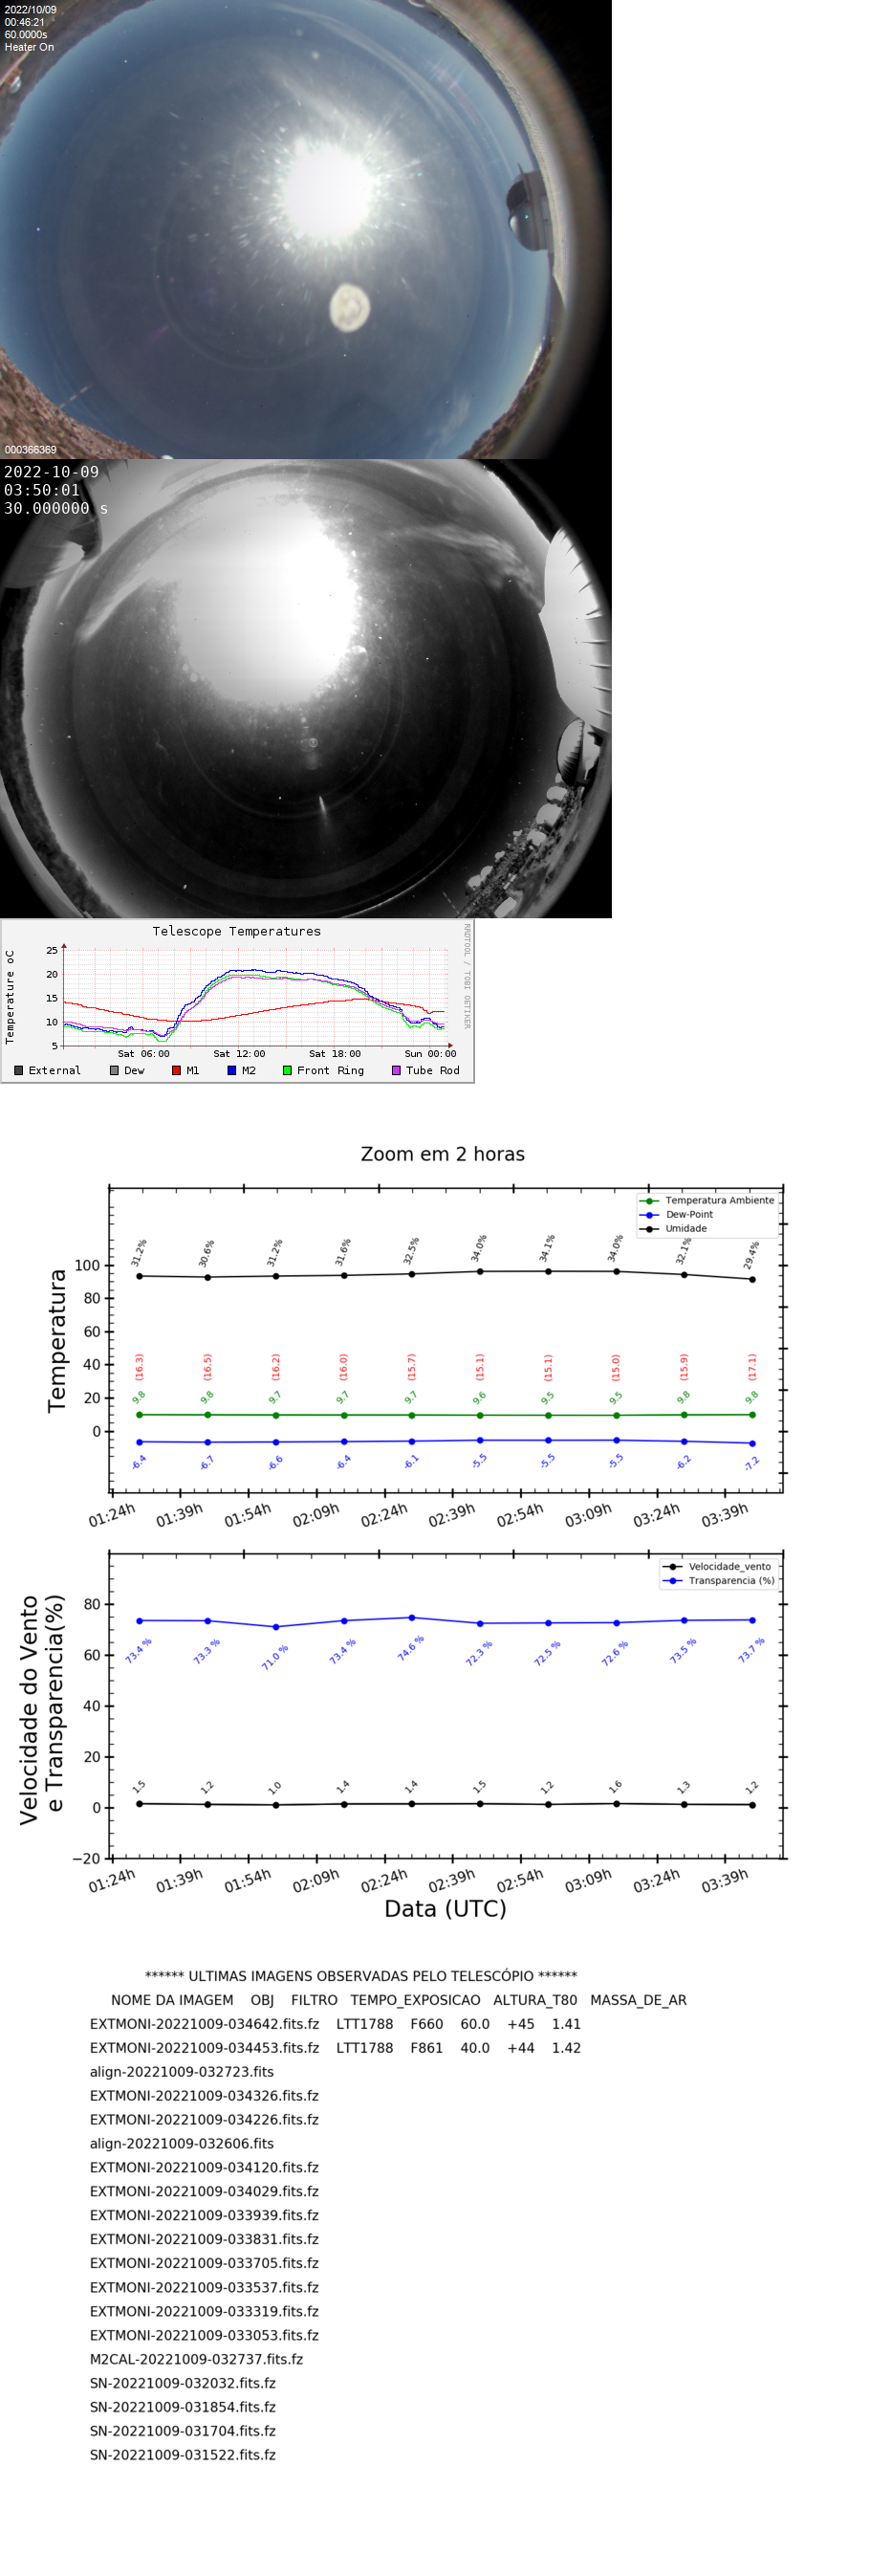 2022/10/09
00:46:21
60.0000s
Heater On
000366369
2022-10-09
03:50:01
30.000000 s
Telescope Temperatures
RRDTOOL / TOBI OETIKER
Temperature oC
25
20
15
10
5
Sat 06:00 Sat 12:00 Sat 18:00 Sun 00:00
External Dew M1 M2 Front Ring Tube Rod
Zoom em 2 horas
Temperatura Ambiente
Dew-Point
Umidade
Temperatura
100
80
60
40
20
0
31.2% 30.6% 31.2% 31.6% 32.5% 34.0% 34.1% 34.0% 32.1% 29.4%
(16.3) (16.5) (16.2) (16.0) (15.7) (15.1) (15.1) (15.0) (15.9) (17.1)
9.8 9.8 9.7 9.7 9.7 9.6 9.5 9.5 9.8 9.8
-6.4 -6.7 -6.6 -6.4 -6.1 -5.5 -5.5 -5.5 -6.2 -7.2
01:24h 01:39h 01:54h 02:09h 02:24h 02:39h 02:54h 03:09h 03:24h 03:39h
Velocidade_vento
Transparencia (%)
Velocidade do Vento
e Transparencia(%)
80
60
40
20
0
−20
73.4 % 73.3 % 71.0 % 73.4 % 74.6 % 72.3 % 72.5 % 72.6 % 73.5 % 73.7 %
1.5 1.2 1.0 1.4 1.4 1.5 1.2 1.6 1.3 1.2
01:24h 01:39h 01:54h 02:09h 02:24h 02:39h 02:54h 03:09h 03:24h 03:39h
Data (UTC)
****** ULTIMAS IMAGENS OBSERVADAS PELO TELESCÓPIO ******
NOME DA IMAGEM OBJ FILTRO TEMPO_EXPOSICAO ALTURA_T80 MASSA_DE_AR
EXTMONI-20221009-034642.fits.fz LTT1788 F660 60.0 +45 1.41
EXTMONI-20221009-034453.fits.fz LTT1788 F861 40.0 +44 1.42
align-20221009-032723.fits
EXTMONI-20221009-034326.fits.fz
EXTMONI-20221009-034226.fits.fz
align-20221009-032606.fits
EXTMONI-20221009-034120.fits.fz
EXTMONI-20221009-034029.fits.fz
EXTMONI-20221009-033939.fits.fz
EXTMONI-20221009-033831.fits.fz
EXTMONI-20221009-033705.fits.fz
EXTMONI-20221009-033537.fits.fz
EXTMONI-20221009-033319.fits.fz
EXTMONI-20221009-033053.fits.fz
M2CAL-20221009-032737.fits.fz
SN-20221009-032032.fits.fz
SN-20221009-031854.fits.fz
SN-20221009-031704.fits.fz
SN-20221009-031522.fits.fz